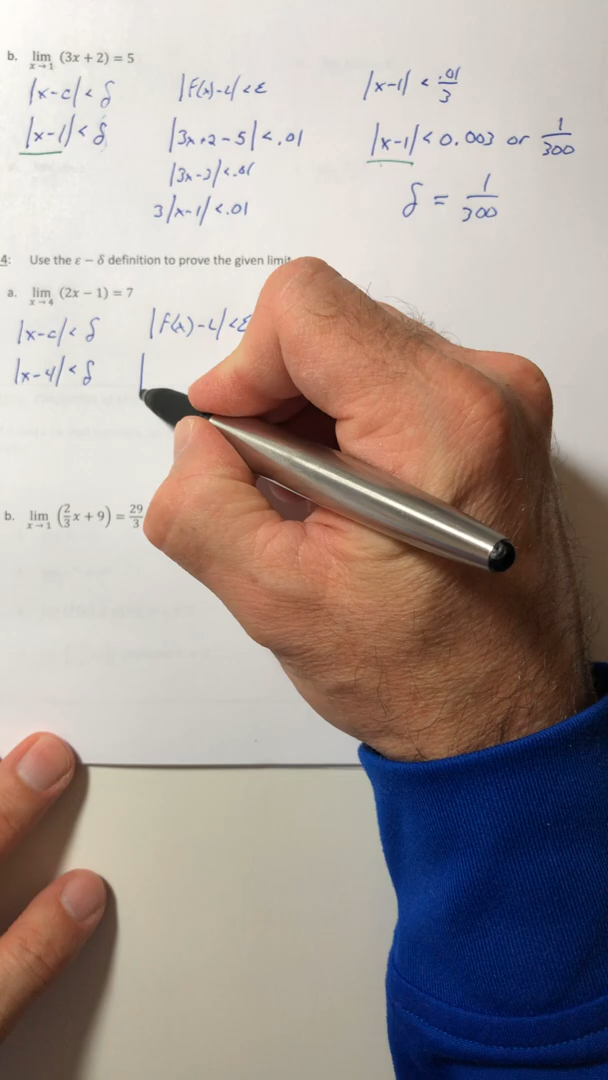 b. lim x→1 (3x + 2) = 5
|x-c| < δ
|x-1| < δ
|F(x)-L| < ε
|3x+2-5| < .01
|3x-3| < .01
3|x-1| < .01
|x-1| < .01/3
|x-1| < 0.003 or 1/300
δ = 1/300
4: Use the ε − δ definition to prove the given limit
a. lim x→4 (2x − 1) = 7
|x-c| < δ
|x-4| < δ
|F(x)-L| < ε
|
b. lim x→1 (2/3 x + 9) = 29/3